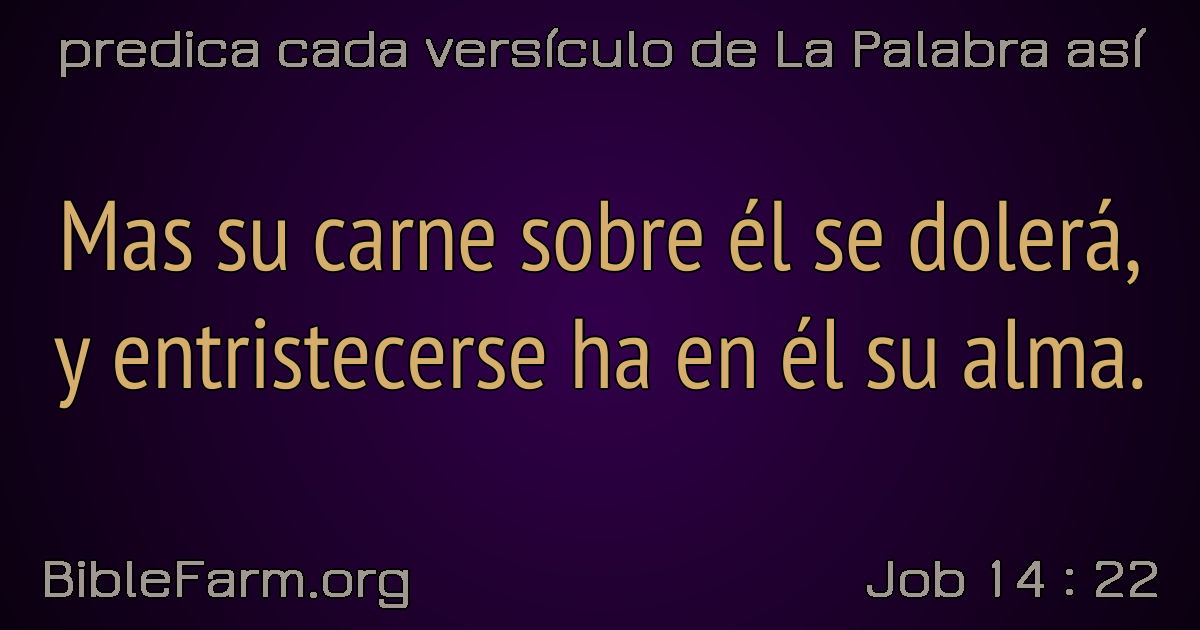 predica cada versículo de La Palabra así
Mas su carne sobre él se dolerá,
y entristecerse ha en él su alma.
BibleFarm.org
Job 14 : 22